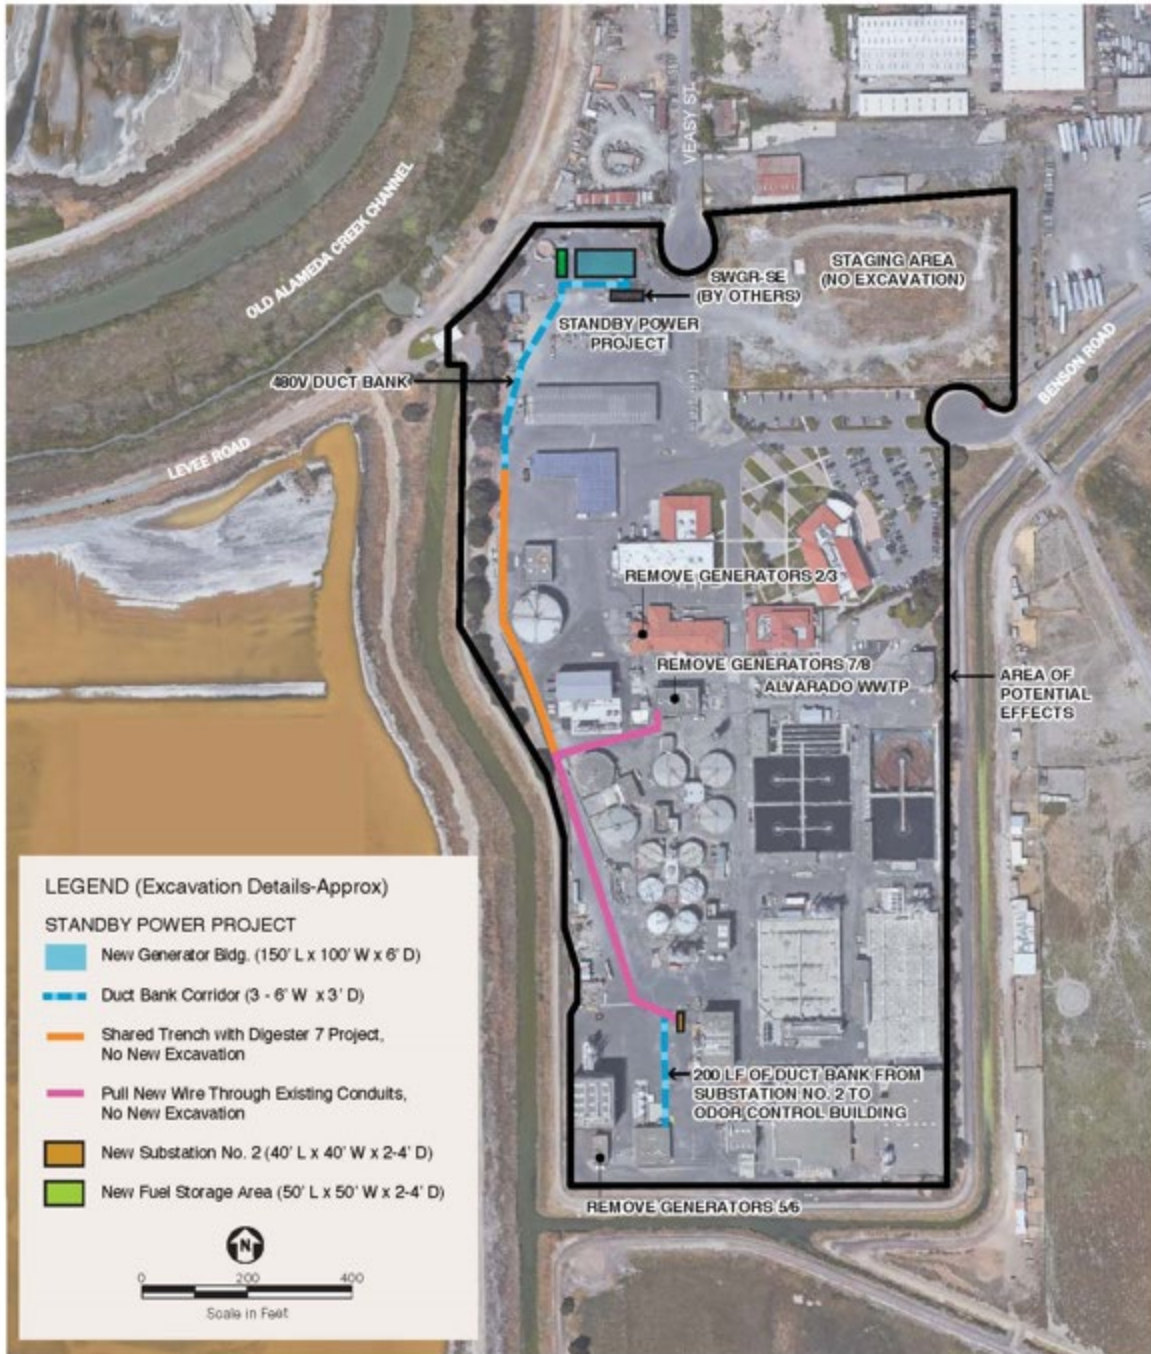 VEASY ST.
OLD ALAMEDA CREEK CHANNEL
STAGING AREA
(NO EXCAVATION)
SWGR-SE
(BY OTHERS)
STANDBY POWER
PROJECT
480V DUCT BANK
BENSON ROAD
LEVEE ROAD
REMOVE GENERATORS 2/3
REMOVE GENERATORS 7/8
ALVARADO WWTP
AREA OF
POTENTIAL
EFFECTS
200 LF OF DUCT BANK FROM
SUBSTATION NO. 2 TO
ODOR CONTROL BUILDING
REMOVE GENERATORS 5/6
LEGEND (Excavation Details-Approx)
STANDBY POWER PROJECT
New Generator Bldg. (150' L x 100' W x 6' D)
Duct Bank Corridor (3 - 6' W x 3' D)
Shared Trench with Digester 7 Project,
No New Excavation
Pull New Wire Through Existing Conduits,
No New Excavation
New Substation No. 2 (40' L x 40' W x 2-4' D)
New Fuel Storage Area (50' L x 50' W x 2-4' D)
N
0 200 400
Scale in Feet